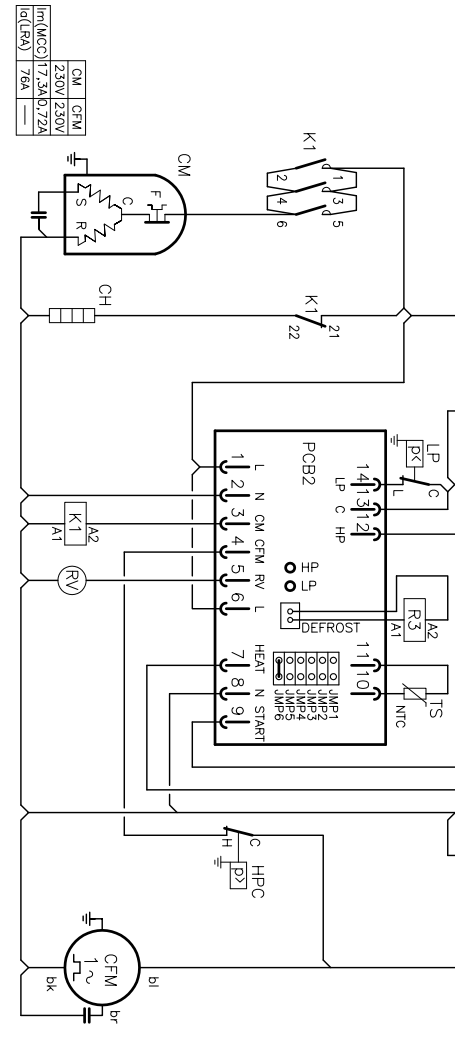 CM CFM
230V 230V
Im(MCC) 17,3A 0,72A
Ia(LRA) 76A —
CM
S
R
C
F
K1
1
2
3
4
5
6
CH
K1
21
22
PCB2
1 L
2 N
3 CM
4 CFM
5 RV
6 L
7 HEAT
8 N
9 START
14 LP
13 C
12 HP
11
10
HP
LP
DEFROST
JMP1
JMP2
JMP3
JMP4
JMP5
JMP6
LP
p<
L
C
R3
A1
A2
TS
NTC
K1
A2
A1
RV
C
H
p>
HPC
CFM
1 ~
bk
bl
br